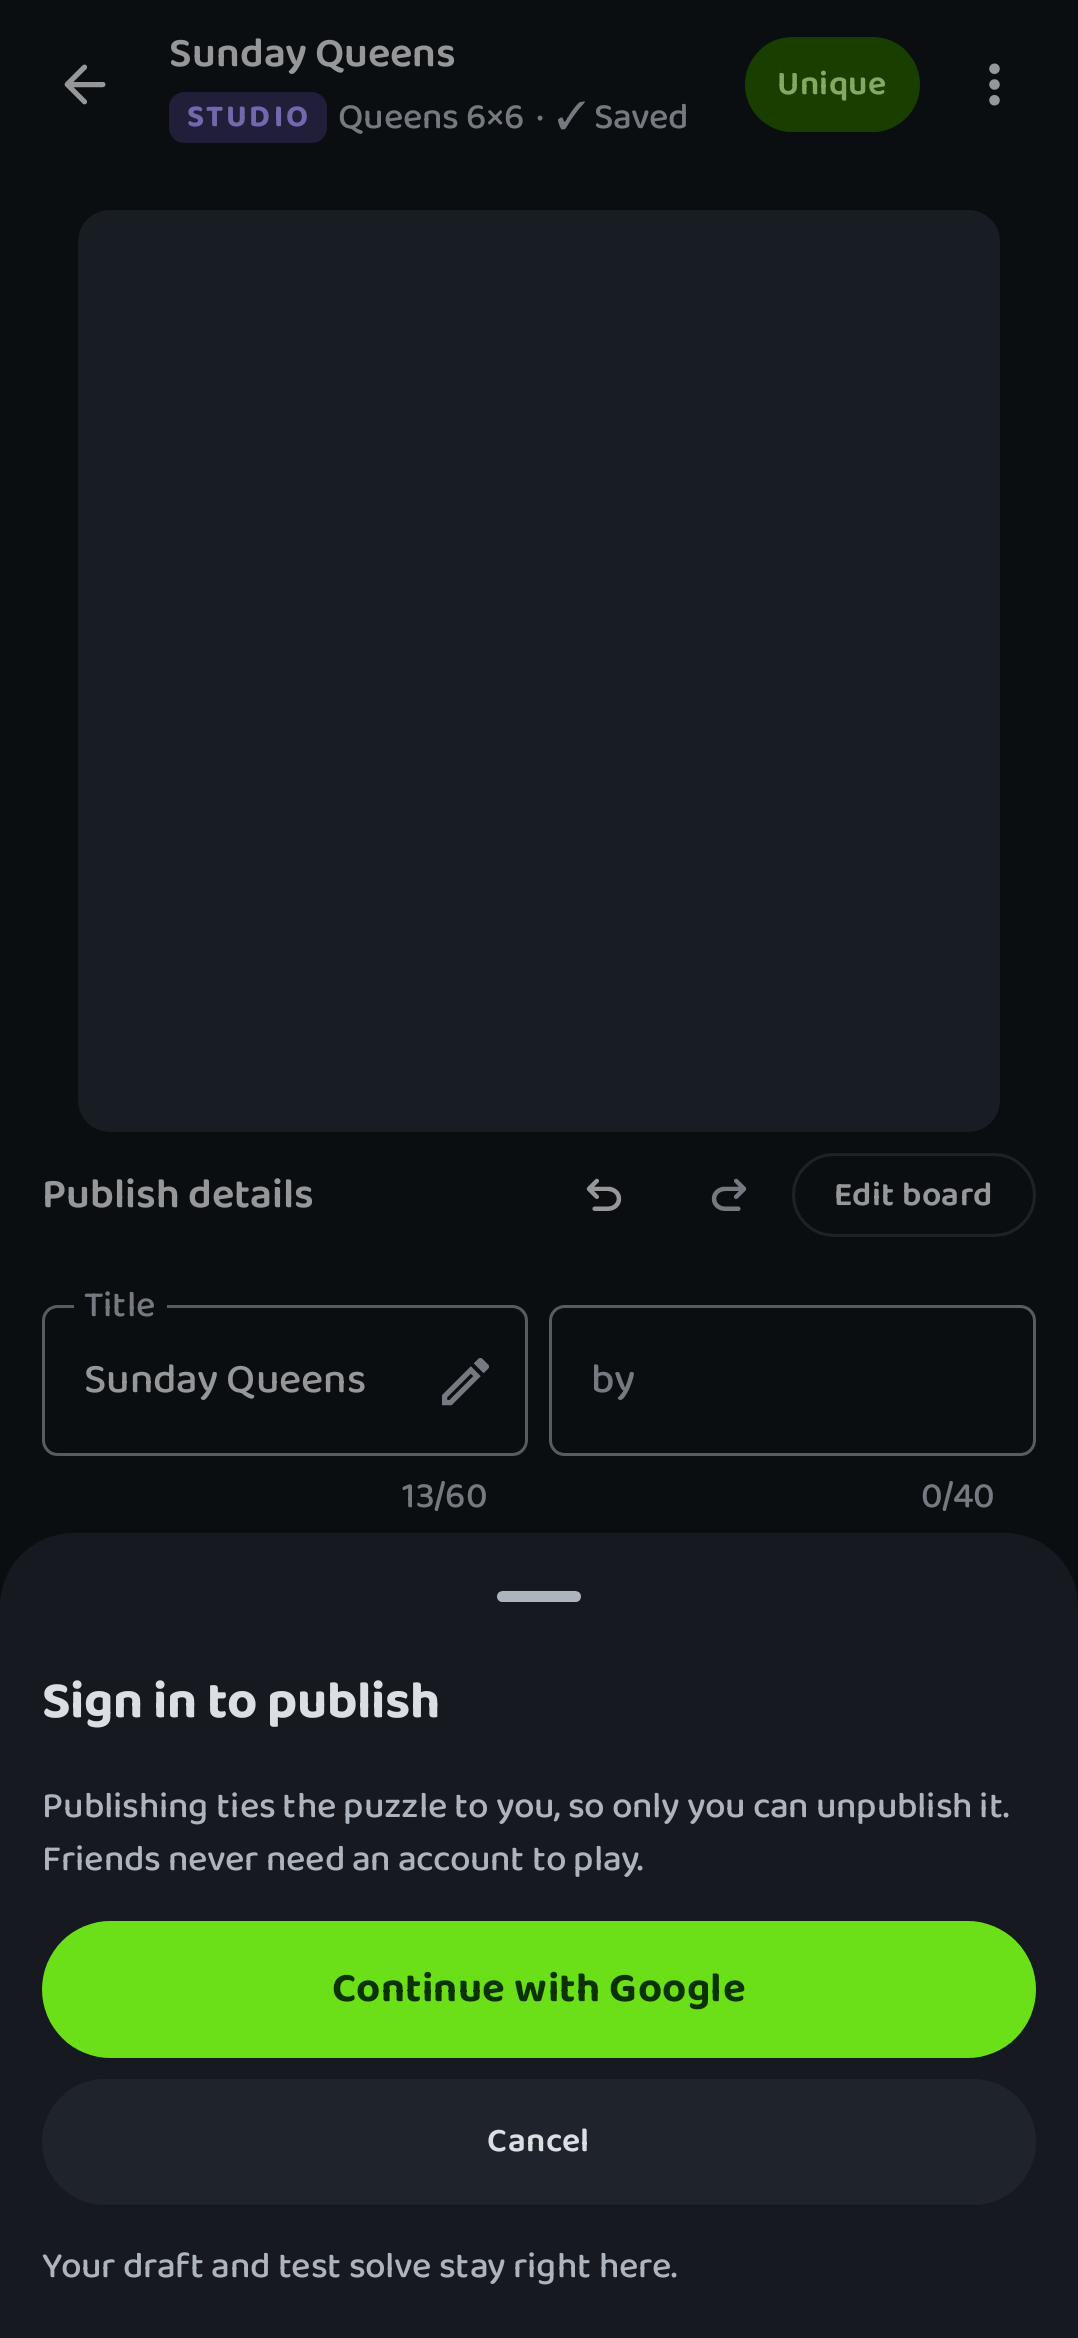 Sunday Queens
STUDIO Queens 6×6 · ✓ Saved
Unique
Publish details
Edit board
Title
Sunday Queens
by
13/60
0/40
Sign in to publish
Publishing ties the puzzle to you, so only you can unpublish it.
Friends never need an account to play.
Continue with Google
Cancel
Your draft and test solve stay right here.